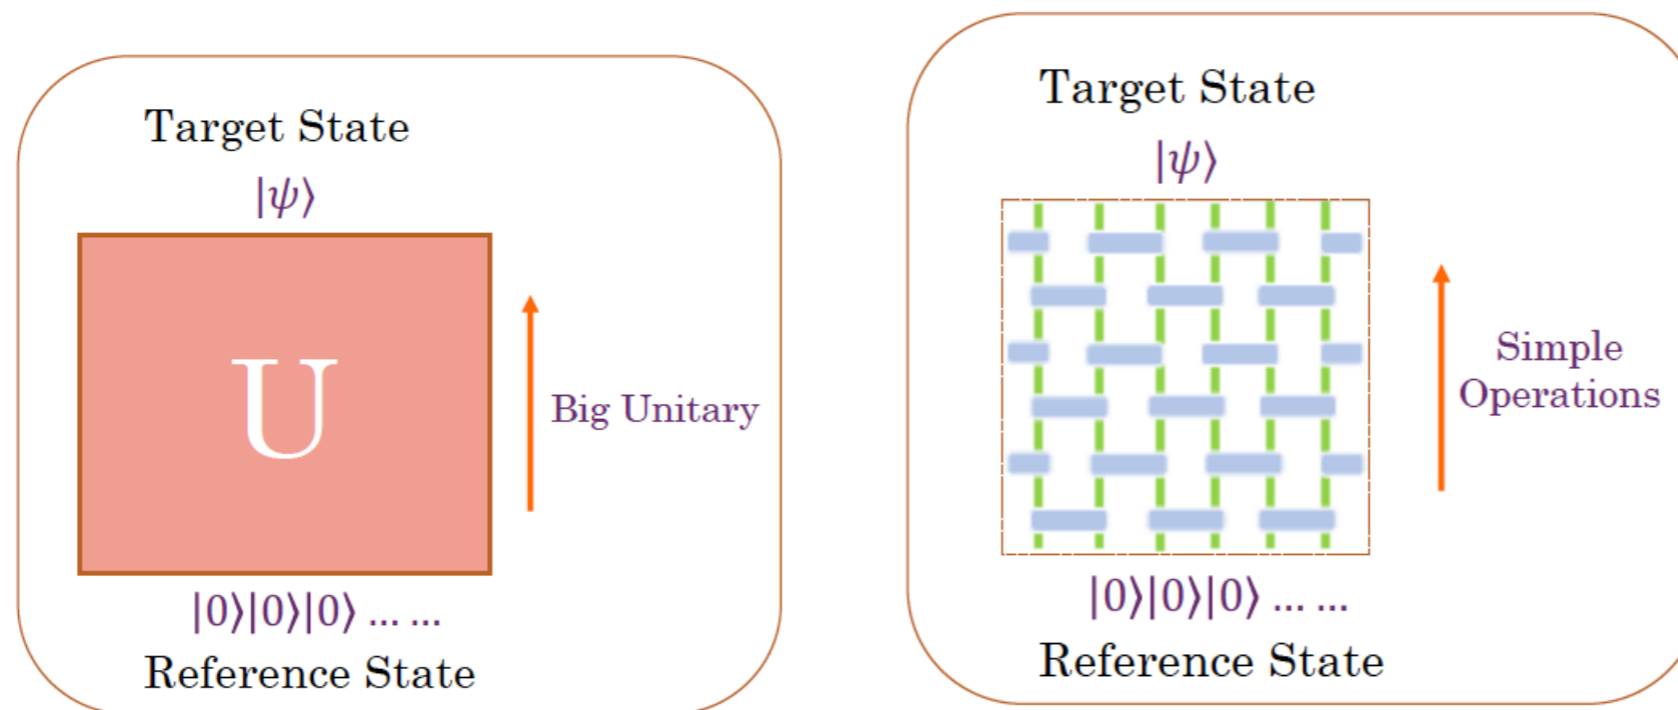 Target State
|ψ⟩
U
Big Unitary
|0⟩|0⟩|0⟩ ... ...
Reference State
Target State
|ψ⟩
Simple
Operations
|0⟩|0⟩|0⟩ ... ...
Reference State